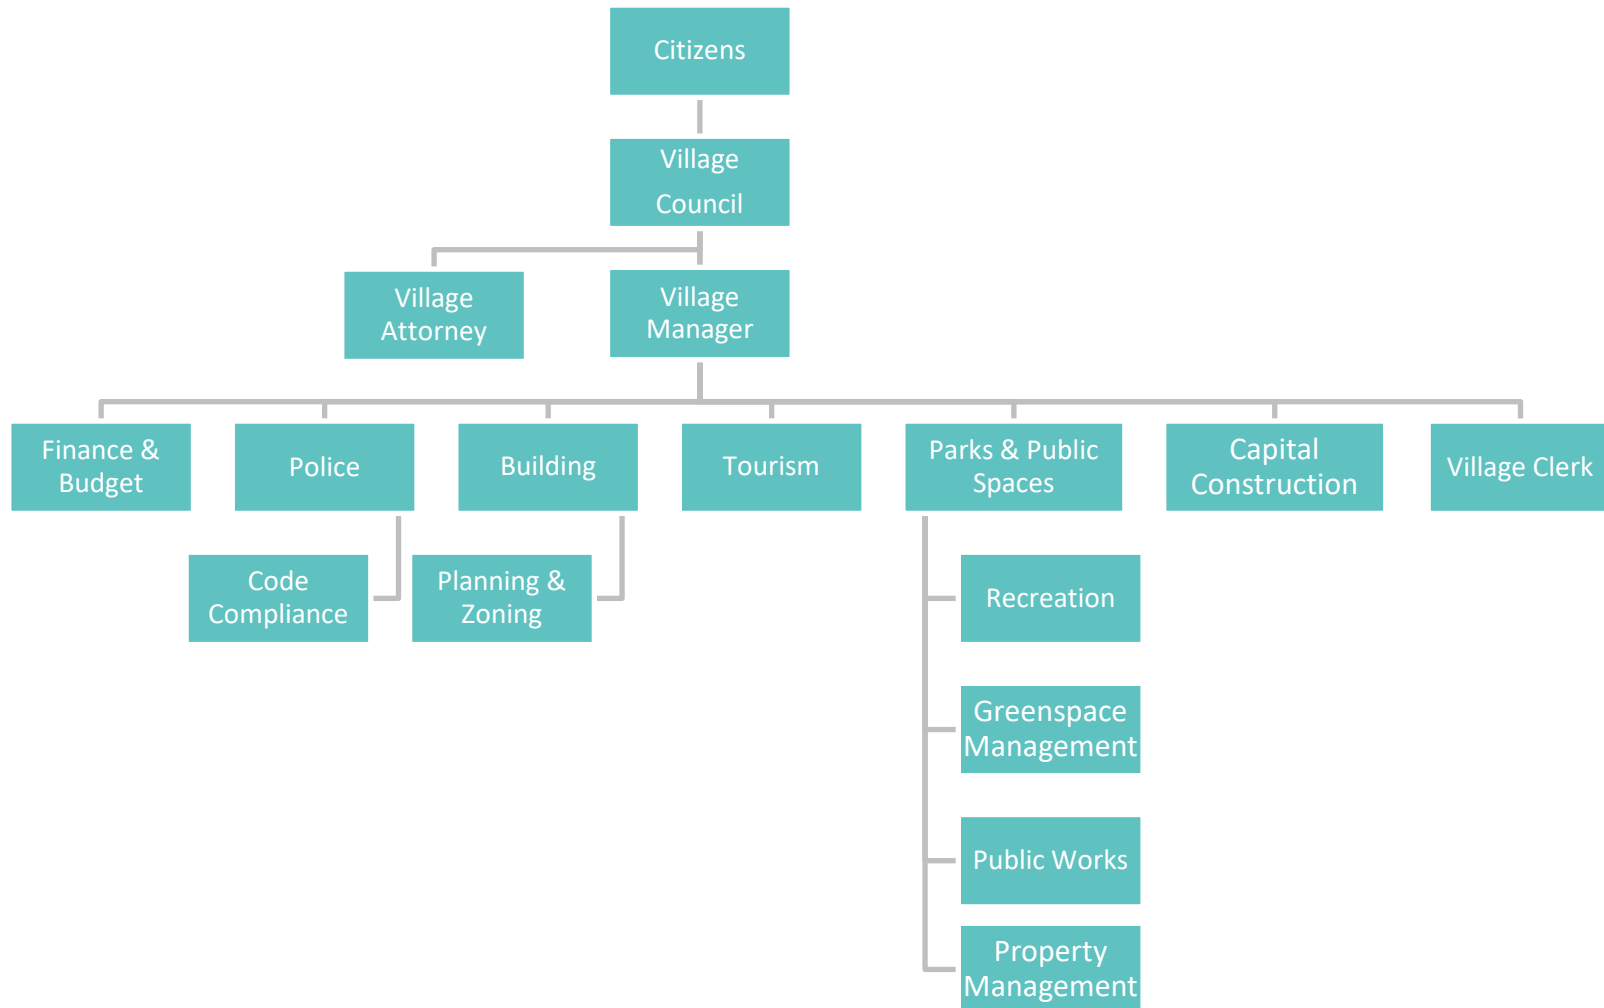 Citizens
Village
Council
Village
Attorney
Village
Manager
Finance &
Budget
Police
Building
Tourism
Parks & Public
Spaces
Capital
Construction
Village Clerk
Code
Compliance
Planning &
Zoning
Recreation
Greenspace
Management
Public Works
Property
Management